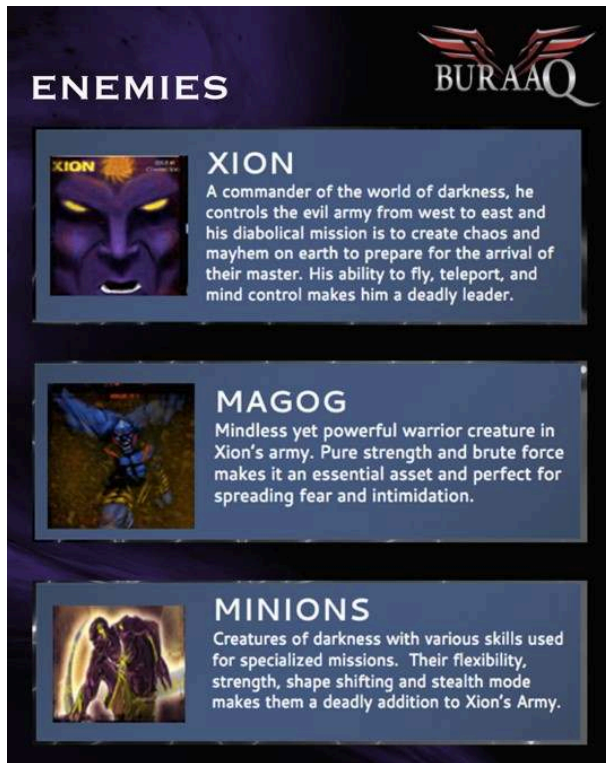 ENEMIES
BURAAQ
XION
XION
A commander of the world of darkness, he
controls the evil army from west to east and
his diabolical mission is to create chaos and
mayhem on earth to prepare for the arrival of
their master. His ability to fly, teleport, and
mind control makes him a deadly leader.
MAGOG
Mindless yet powerful warrior creature in
Xion's army. Pure strength and brute force
makes it an essential asset and perfect for
spreading fear and intimidation.
MINIONS
Creatures of darkness with various skills used
for specialized missions. Their flexibility,
strength, shape shifting and stealth mode
makes them a deadly addition to Xion's Army.